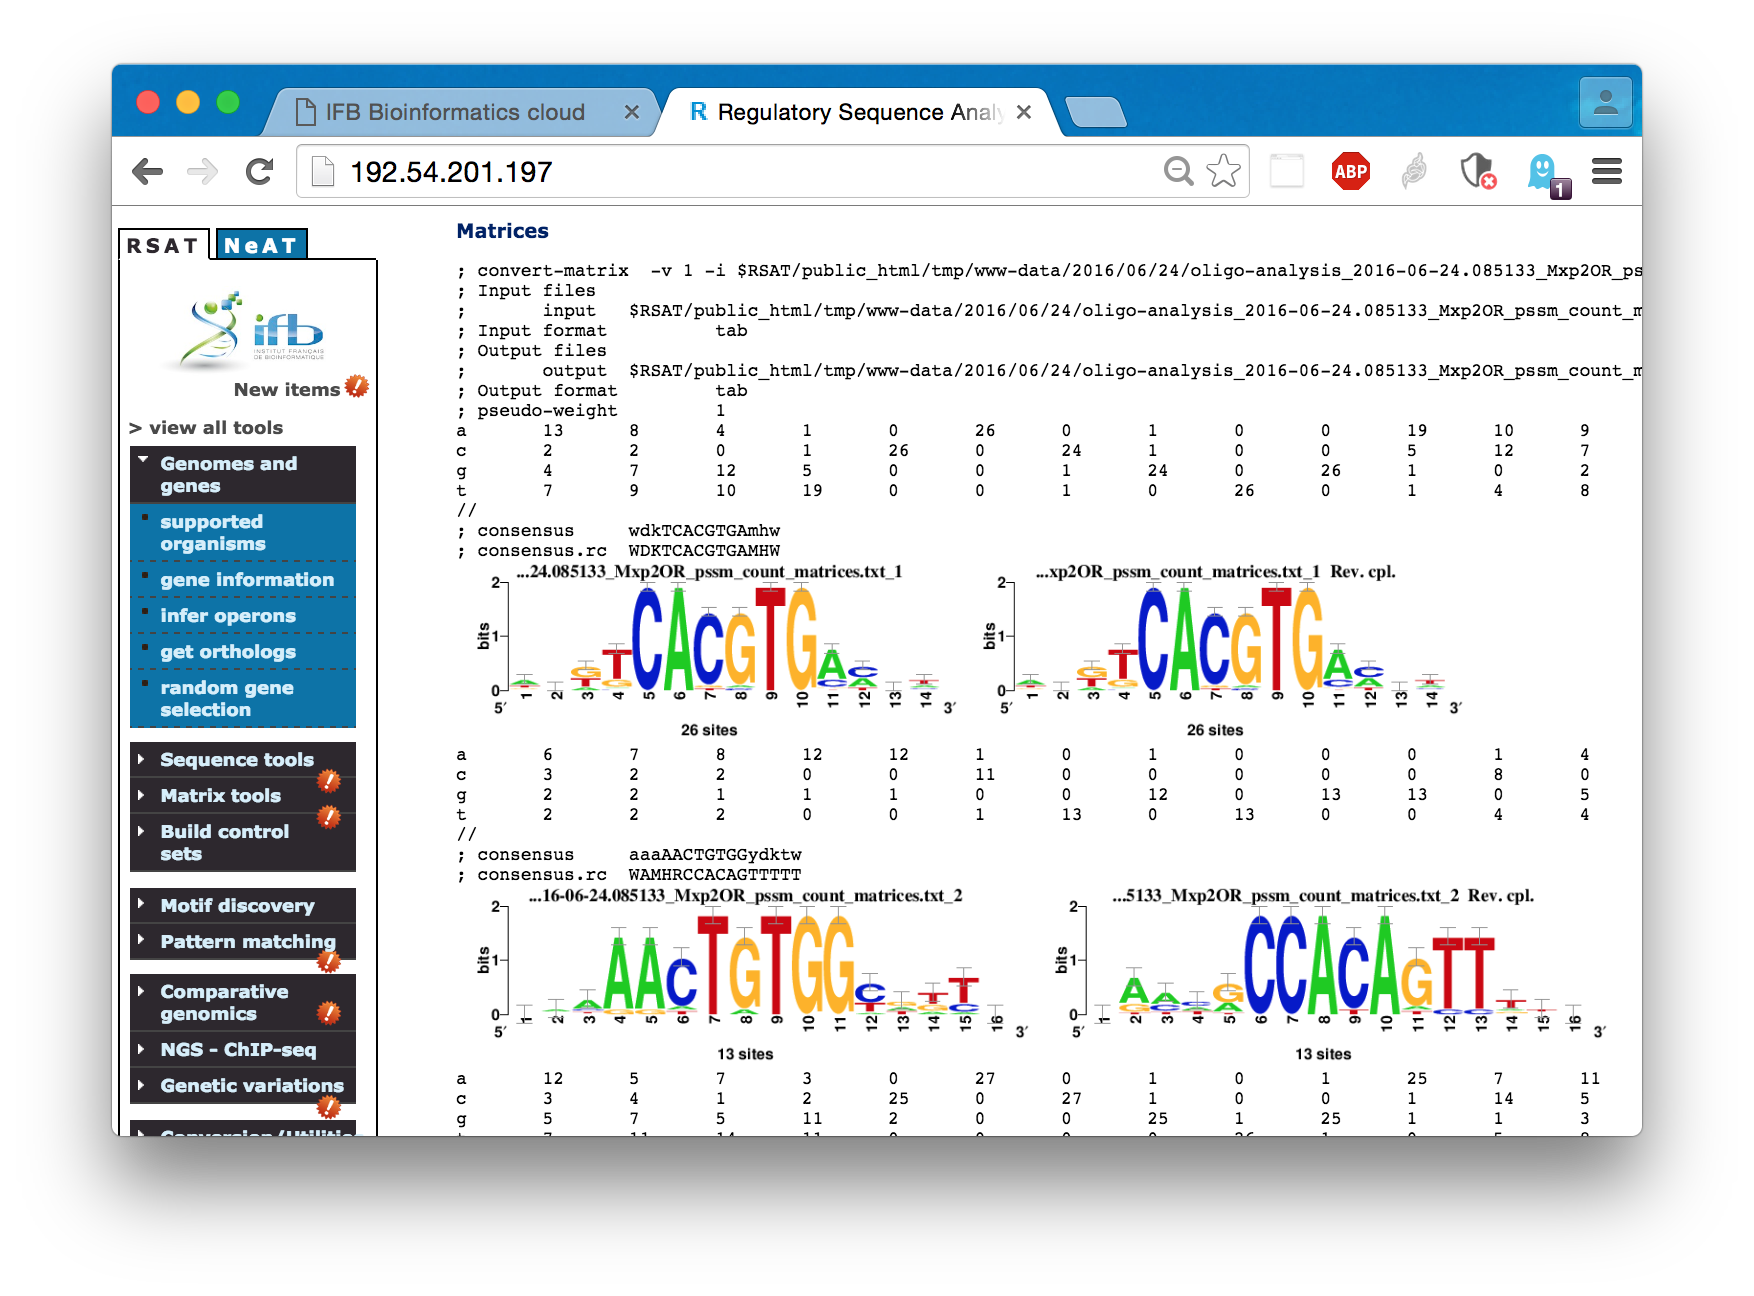 IFB Bioinformatics cloud
R Regulatory Sequence Analy
192.54.201.197
ABP
1
RSAT NeAT
ifb
INSTITUT FRANÇAIS
DE BIOINFORMATIQUE
New items
> view all tools
Genomes and
genes
supported
organisms
gene information
infer operons
get orthologs
random gene
selection
Sequence tools
Matrix tools
Build control
sets
Motif discovery
Pattern matching
Comparative
genomics
NGS - ChIP-seq
Genetic variations
Matrices
; convert-matrix -v 1 -i $RSAT/public_html/tmp/www-data/2016/06/24/oligo-analysis_2016-06-24.085133_Mxp2OR_ps
; Input files
; input $RSAT/public_html/tmp/www-data/2016/06/24/oligo-analysis_2016-06-24.085133_Mxp2OR_pssm_count_m
; Input format tab
; Output files
; output $RSAT/public_html/tmp/www-data/2016/06/24/oligo-analysis_2016-06-24.085133_Mxp2OR_pssm_count_m
; Output format tab
; pseudo-weight 1
a 13 8 4 1 0 26 0 1 0 0 19 10 9
c 2 2 0 1 26 0 24 1 0 0 5 12 7
g 4 7 12 5 0 0 1 24 0 26 1 0 2
t 7 9 10 19 0 0 1 0 26 0 1 4 8
//
; consensus wdkTCACGTGAmhw
; consensus.rc WDKTCACGTGAMHW
...24.085133_Mxp2OR_pssm_count_matrices.txt_1
2
bits
1
0
TCACGTGA
1 2 3 4 5 6 7 8 9 10 11 12 13 14
5′ 3′
26 sites
...xp2OR_pssm_count_matrices.txt_1 Rev. cpl.
2
bits
1
0
TCACGTGA
1 2 3 4 5 6 7 8 9 10 11 12 13 14
5′ 3′
26 sites
a 6 7 8 12 12 1 0 1 0 0 0 1 4
c 3 2 2 0 0 11 0 0 0 0 0 8 0
g 2 2 1 1 1 0 0 12 0 13 13 0 5
t 2 2 2 0 0 1 13 0 13 0 0 4 4
//
; consensus aaaAACTGTGGydktw
; consensus.rc WAMHRCCACAGTTTTT
...16-06-24.085133_Mxp2OR_pssm_count_matrices.txt_2
2
bits
1
0
AACTGTGG
1 2 3 4 5 6 7 8 9 10 11 12 13 14 15 16
5′ 3′
13 sites
...5133_Mxp2OR_pssm_count_matrices.txt_2 Rev. cpl.
2
bits
1
0
CCACAGTT
1 2 3 4 5 6 7 8 9 10 11 12 13 14 15 16
5′ 3′
13 sites
a 12 5 7 3 0 27 0 1 0 1 25 7 11
c 3 4 1 2 25 0 27 1 0 0 1 14 5
g 5 7 5 11 2 0 0 25 1 25 1 1 3